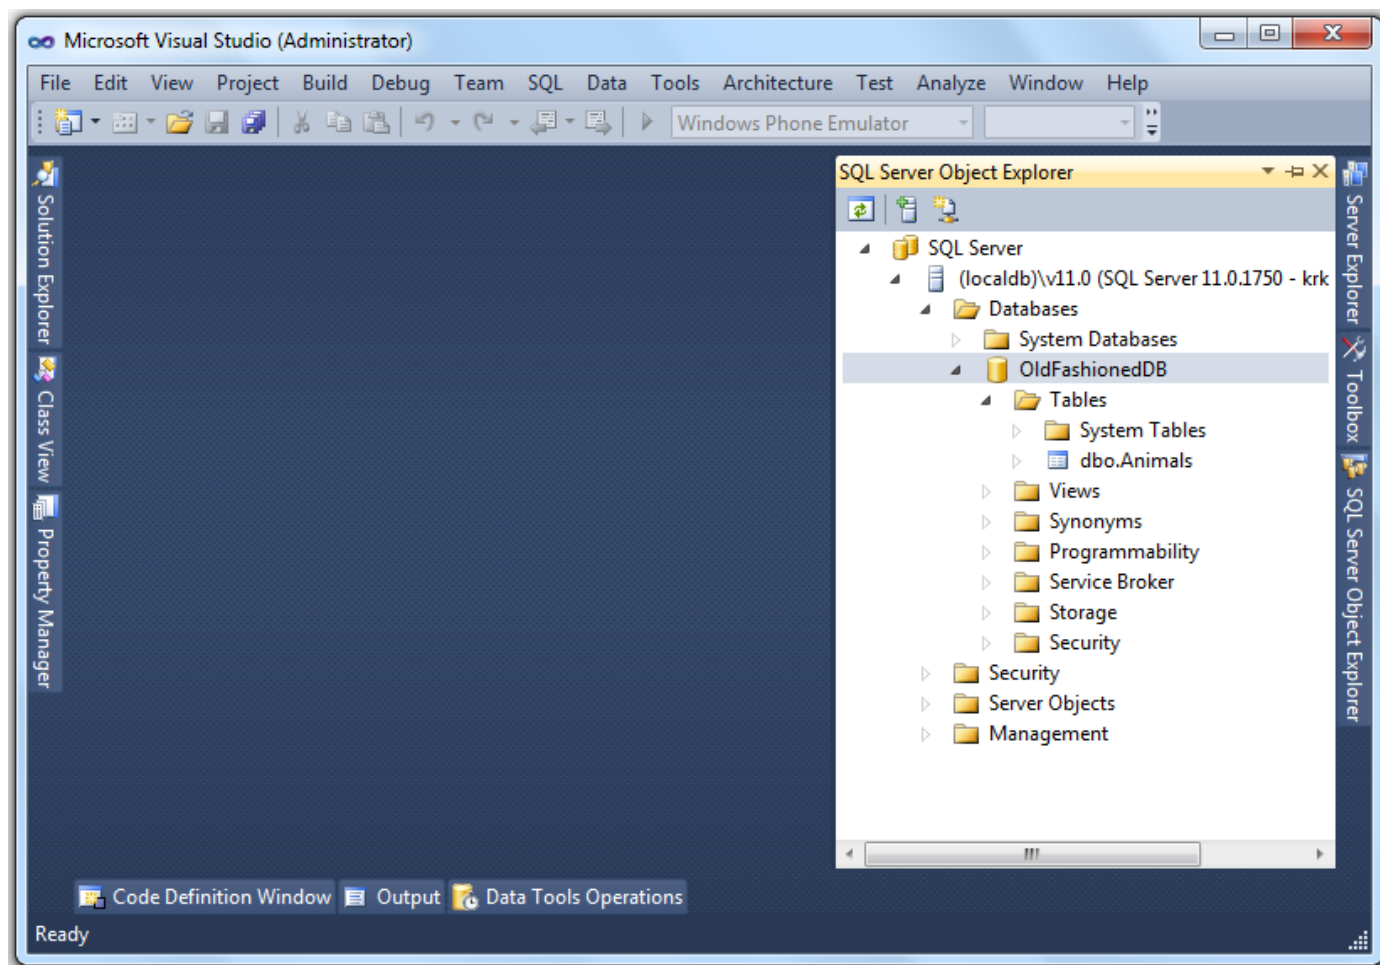 Microsoft Visual Studio (Administrator)
File Edit View Project Build Debug Team SQL Data Tools Architecture Test Analyze Window Help
Windows Phone Emulator
Solution Explorer
Class View
Property Manager
SQL Server Object Explorer
SQL Server
(localdb)\v11.0 (SQL Server 11.0.1750 - krk
Databases
System Databases
OldFashionedDB
Tables
System Tables
dbo.Animals
Views
Synonyms
Programmability
Service Broker
Storage
Security
Security
Server Objects
Management
Server Explorer
Toolbox
SQL Server Object Explorer
Code Definition Window Output Data Tools Operations
Ready